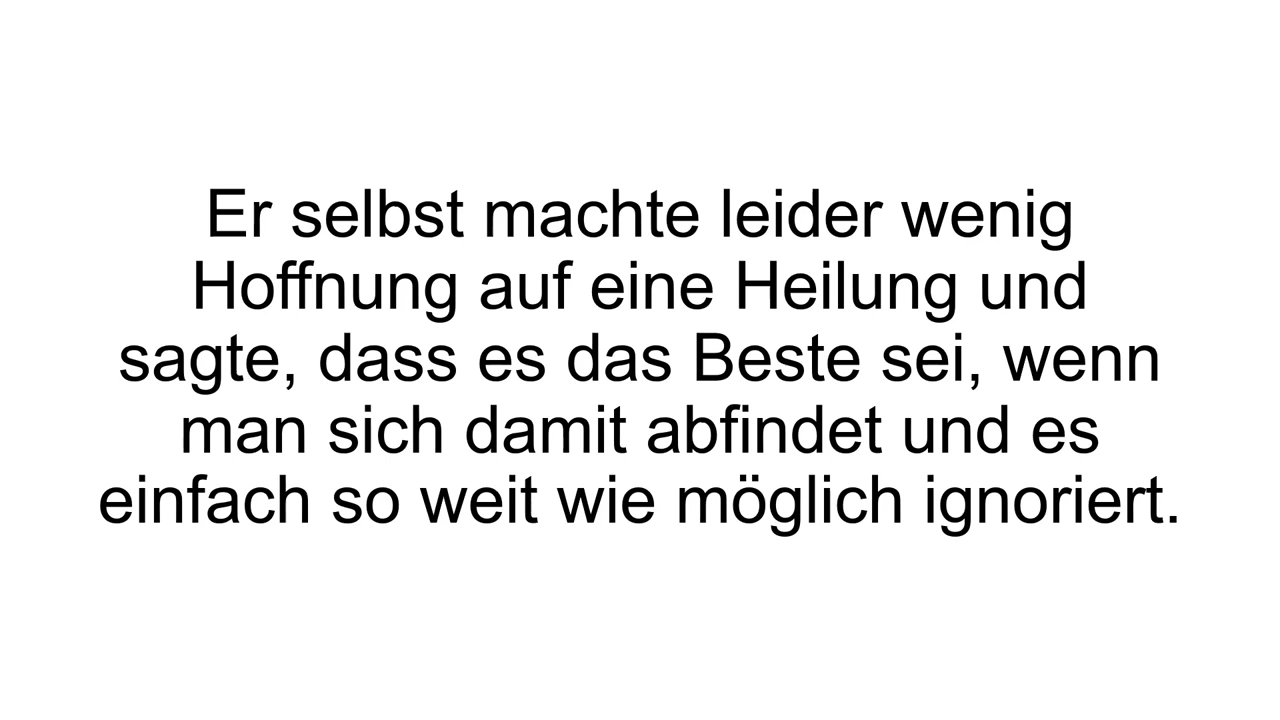 Er selbst machte leider wenig
Hoffnung auf eine Heilung und
sagte, dass es das Beste sei, wenn
man sich damit abfindet und es
einfach so weit wie möglich ignoriert.